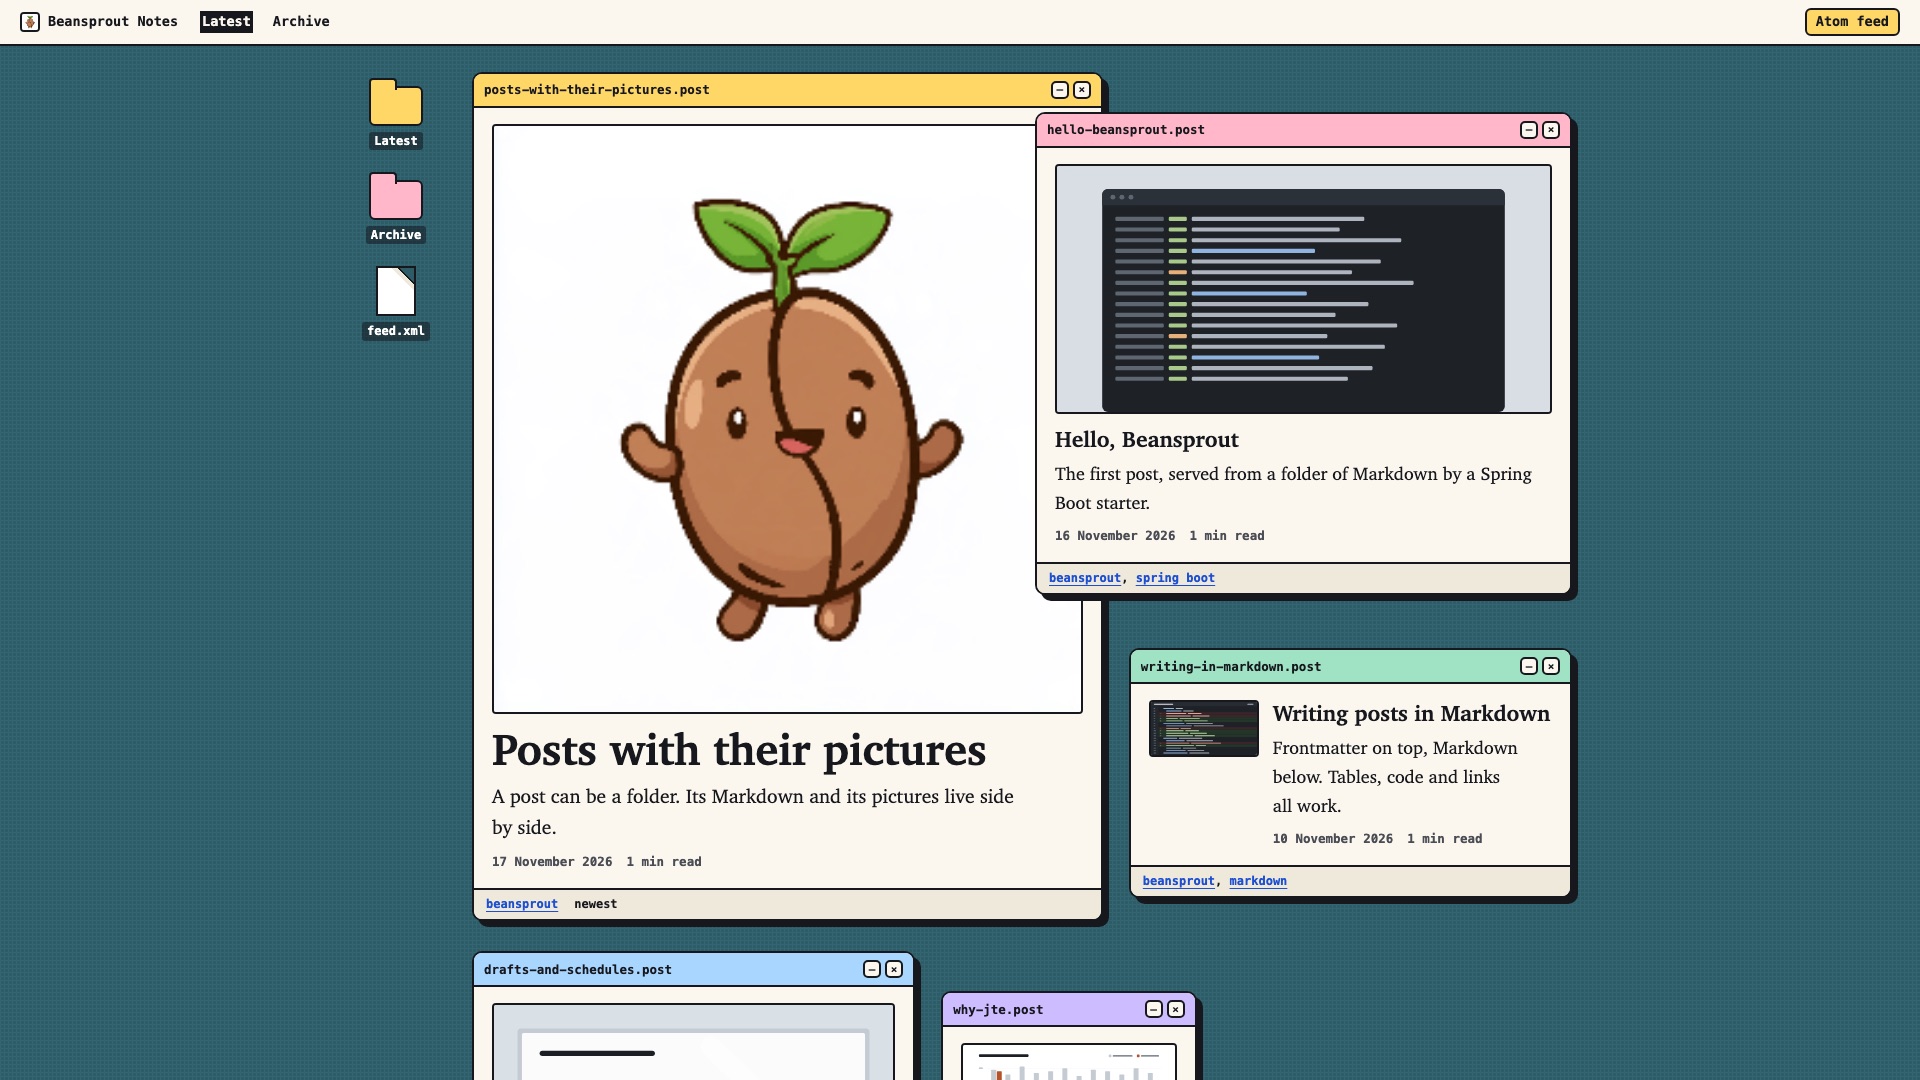 Beansprout Notes Latest Archive Atom feed
Latest
Archive
feed.xml
posts-with-their-pictures.post
Posts with their pictures
A post can be a folder. Its Markdown and its pictures live side
by side.
17 November 2026 1 min read
beansprout newest
hello-beansprout.post
Hello, Beansprout
The first post, served from a folder of Markdown by a Spring
Boot starter.
16 November 2026 1 min read
beansprout, spring boot
writing-in-markdown.post
Writing posts in Markdown
Frontmatter on top, Markdown
below. Tables, code and links
all work.
10 November 2026 1 min read
beansprout, markdown
drafts-and-schedules.post
why-jte.post